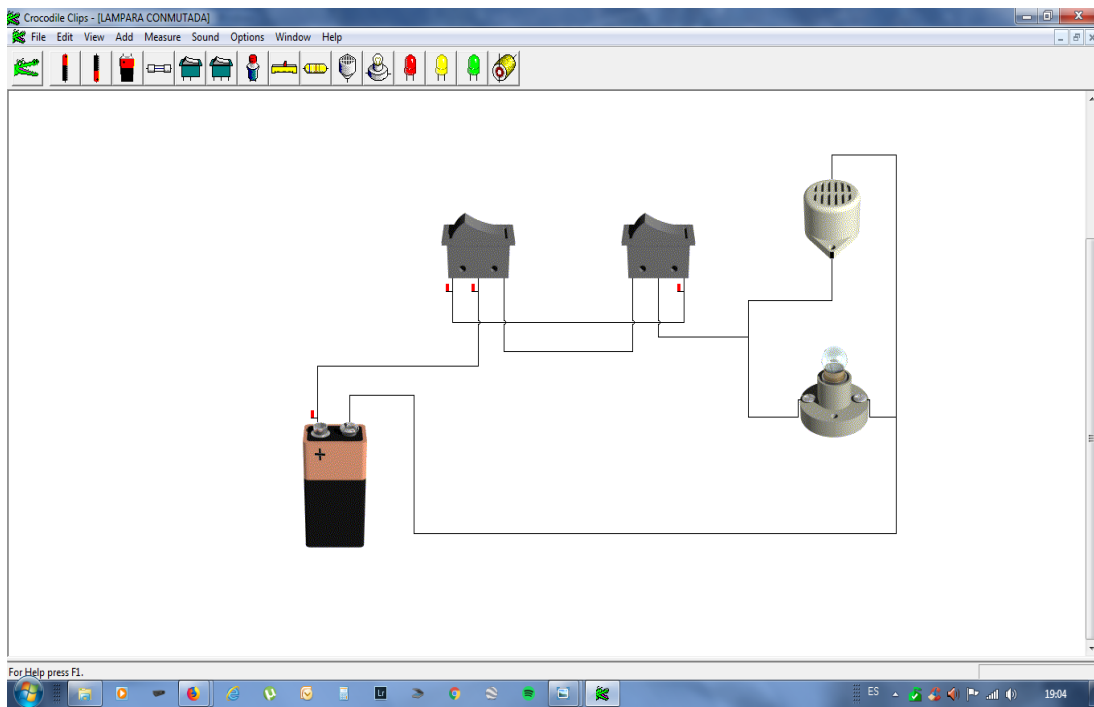 Crocodile Clips - [LAMPARA CONMUTADA]
File Edit View Add Measure Sound Options Window Help
+
For Help press F1.
Lr
ES
19:04